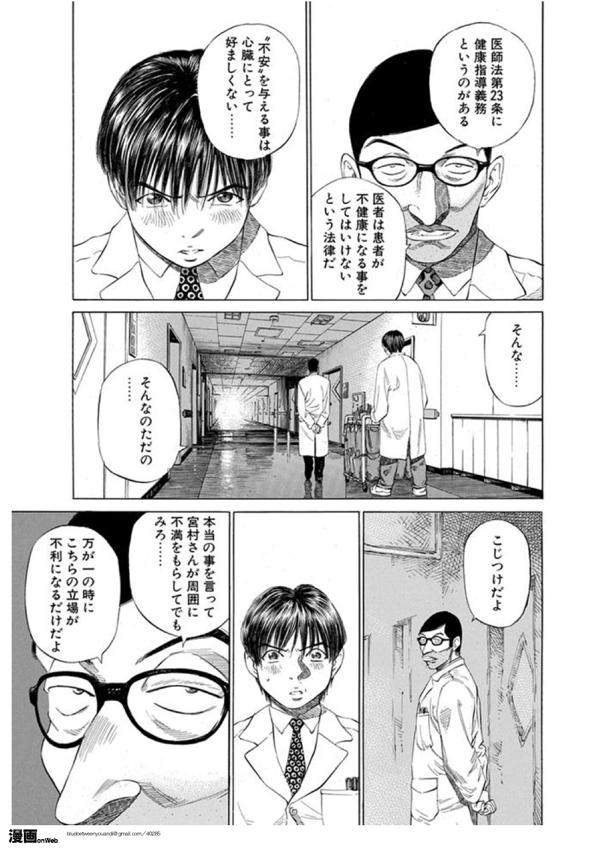 医師法第23条に
健康指導義務
というのがある
医者は患者が
不健康になる事を
してはいけない
という法律だ
“不安”を与える事は
心臓にとって
好ましくない……
そんな……
そんなのただの
……
こじつけだよ
本当の事を言って
宮村さんが周囲に
不満をもらしてでも
みろ……
万が一の時に
こちらの立場が
不利になるだけだよ
漫画 on Web
bluebetweenyouandi@gmail.com/40285